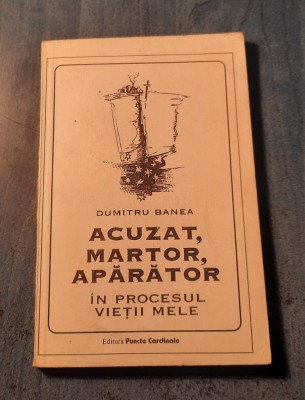 DUMITRU BANEA
ACUZAT,
MARTOR,
APĂRĂTOR
ÎN PROCESUL
VIEȚII MELE
Editura Puncte Cardinale